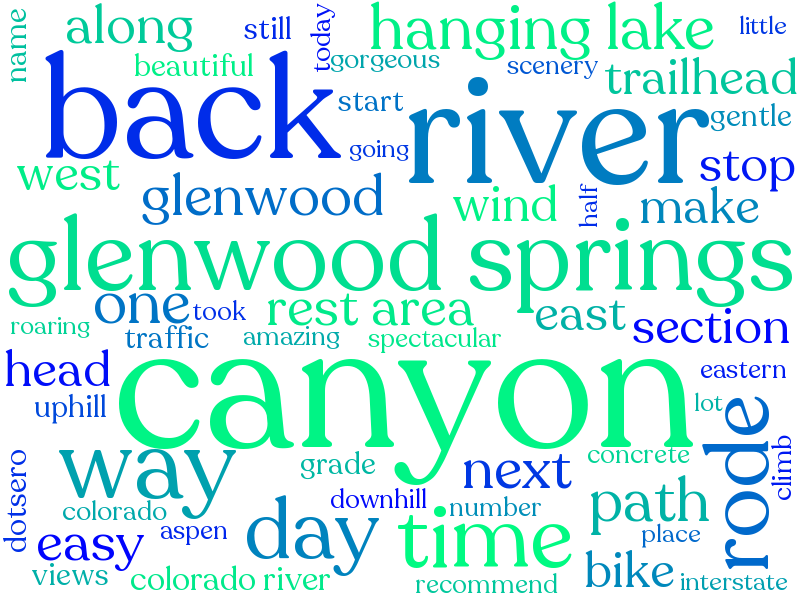 name
along
still
today
hanging lake
little
beautiful
gorgeous
scenery
trailhead
back
start
river
gentle
going
west
glenwood
wind
half
make
stop
glenwood springs
one
took
rest area
east
section
roaring
traffic
amazing
spectacular
head
canyon
eastern
uphill
lot
rode
way
grade
next
concrete
climb
dotsero
colorado
downhill
number
path
aspen
day
time
place
easy
views
colorado river
recommend
bike
interstate